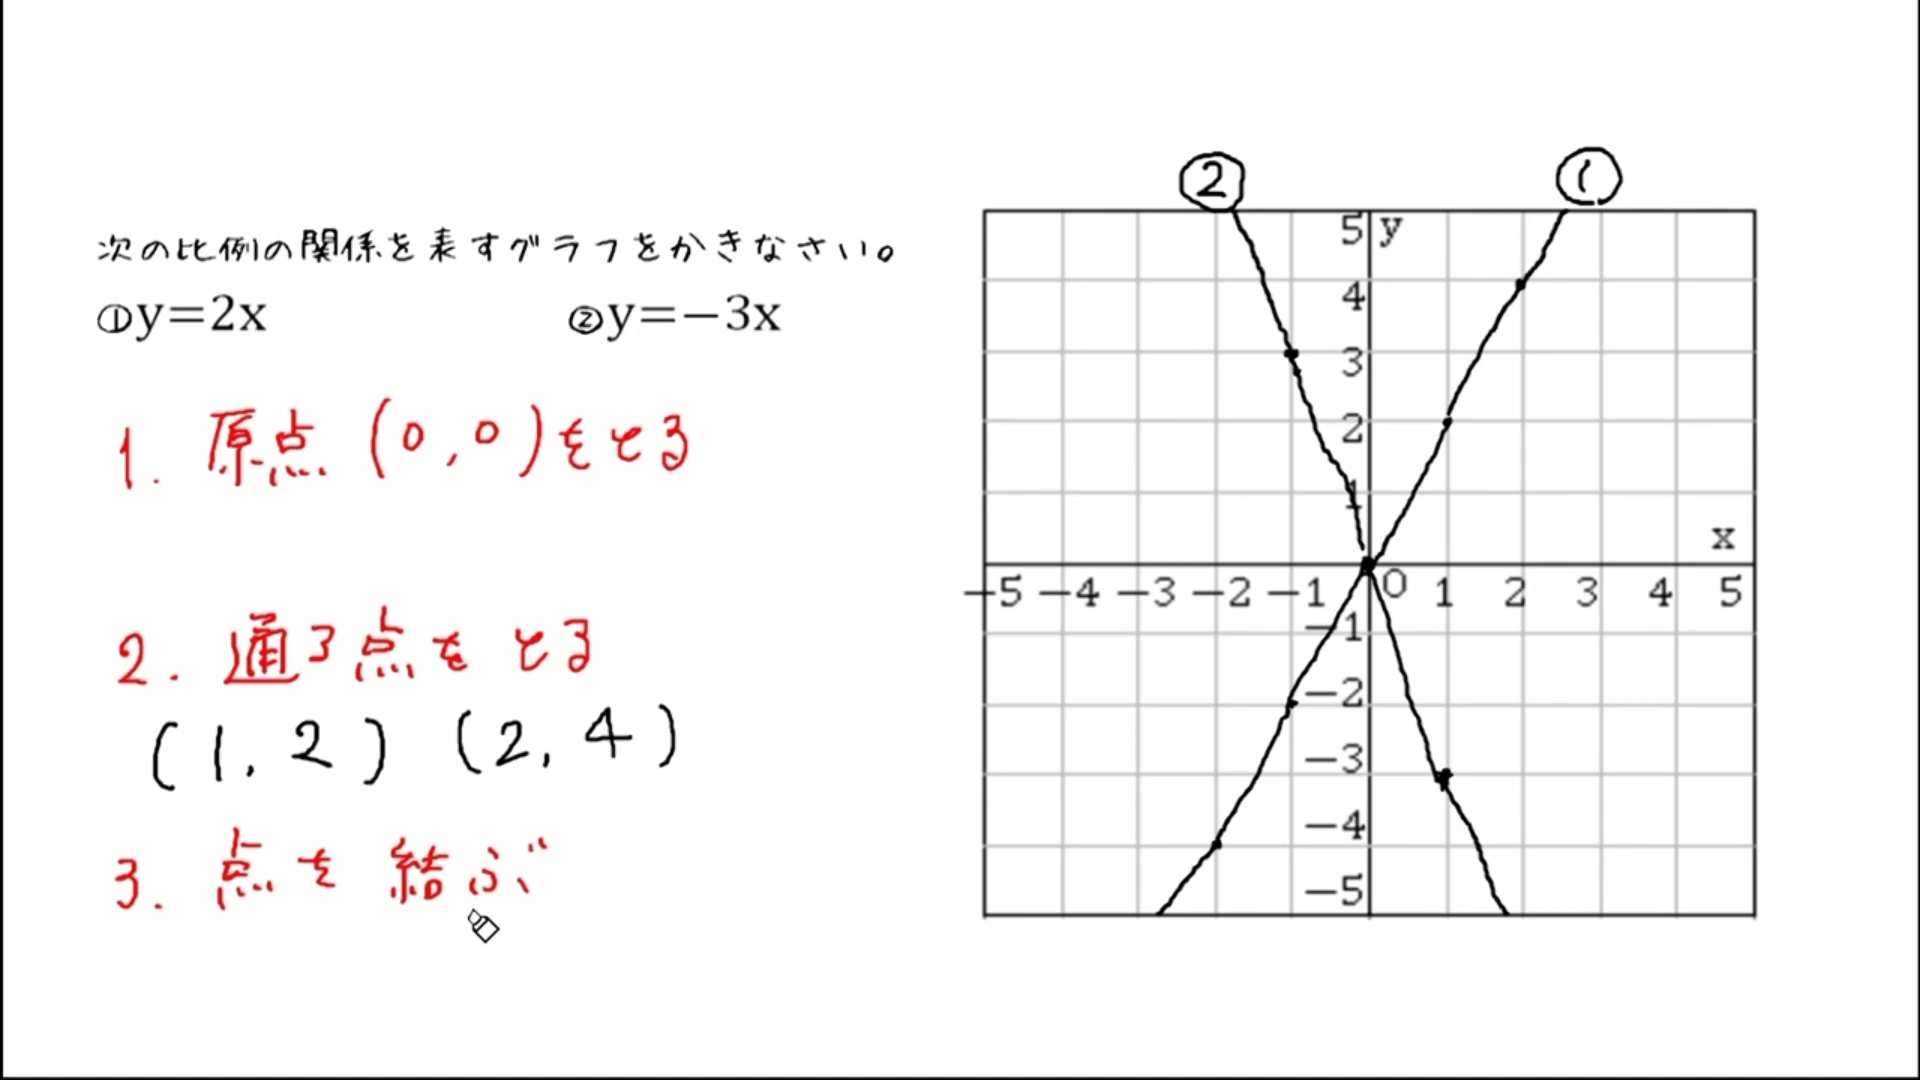 次の比例の関係を表すグラフをかきなさい。
①y=2x ②y=−3x
1. 原点(0,0)をとる
2. 通る点をとる
(1,2) (2,4)
3. 点を結ぶ
② ①
5 y
4
3
2
1
x
−5 −4 −3 −2 −1 O 1 2 3 4 5
−1
−2
−3
−4
−5